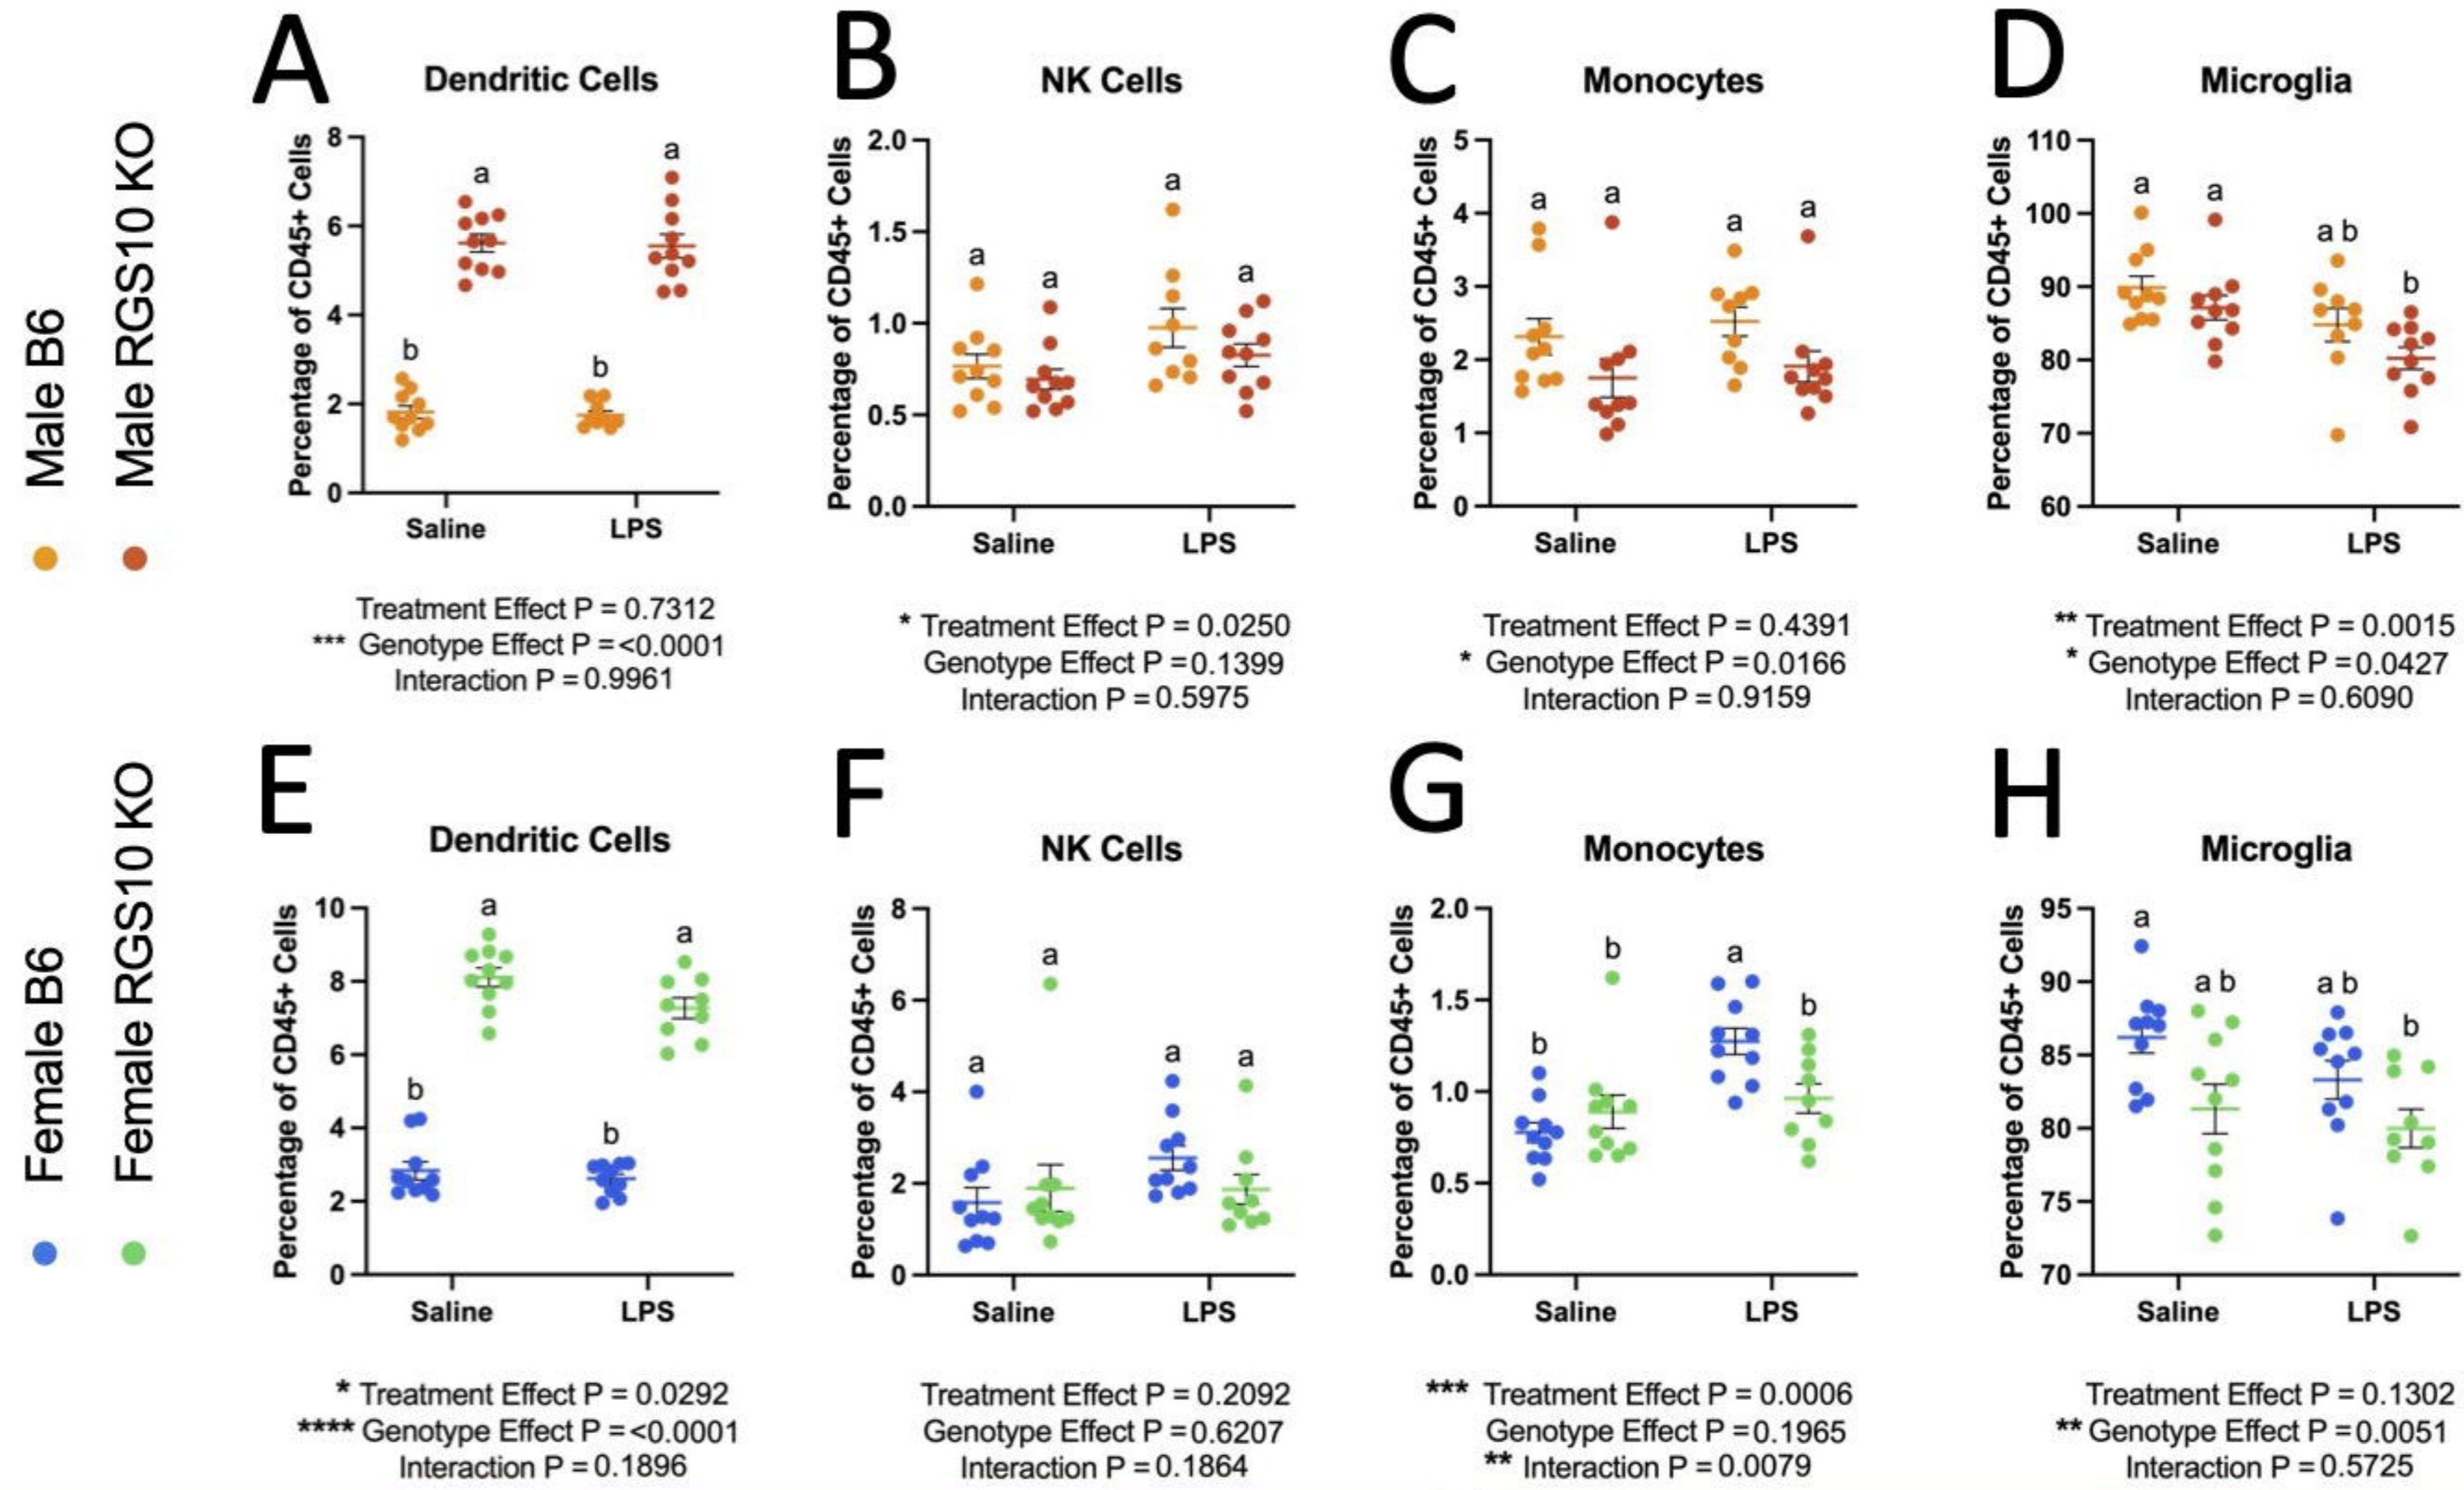 Male B6
Male RGS10 KO
A
Dendritic Cells
Percentage of CD45+ Cells
8
6
4
2
0
b
a
b
a
Saline
LPS
Treatment Effect P = 0.7312
*** Genotype Effect P =<0.0001
Interaction P = 0.9961
B
NK Cells
Percentage of CD45+ Cells
2.0
1.5
1.0
0.5
0.0
a
a
a
a
Saline
LPS
* Treatment Effect P = 0.0250
Genotype Effect P =0.1399
Interaction P = 0.5975
C
Monocytes
Percentage of CD45+ Cells
5
4
3
2
1
0
a
a
a
a
Saline
LPS
Treatment Effect P = 0.4391
* Genotype Effect P =0.0166
Interaction P = 0.9159
D
Microglia
Percentage of CD45+ Cells
110
100
90
80
70
60
a
a
a b
b
Saline
LPS
** Treatment Effect P = 0.0015
* Genotype Effect P =0.0427
Interaction P = 0.6090
Female B6
Female RGS10 KO
E
Dendritic Cells
Percentage of CD45+ Cells
10
8
6
4
2
0
b
a
b
a
Saline
LPS
* Treatment Effect P = 0.0292
**** Genotype Effect P =<0.0001
Interaction P = 0.1896
F
NK Cells
Percentage of CD45+ Cells
8
6
4
2
0
a
a
a
a
Saline
LPS
Treatment Effect P = 0.2092
Genotype Effect P =0.6207
Interaction P = 0.1864
G
Monocytes
Percentage of CD45+ Cells
2.0
1.5
1.0
0.5
0.0
b
b
a
b
Saline
LPS
*** Treatment Effect P = 0.0006
Genotype Effect P =0.1965
** Interaction P = 0.0079
H
Microglia
Percentage of CD45+ Cells
95
90
85
80
75
70
a
a b
a b
b
Saline
LPS
Treatment Effect P = 0.1302
** Genotype Effect P =0.0051
Interaction P = 0.5725